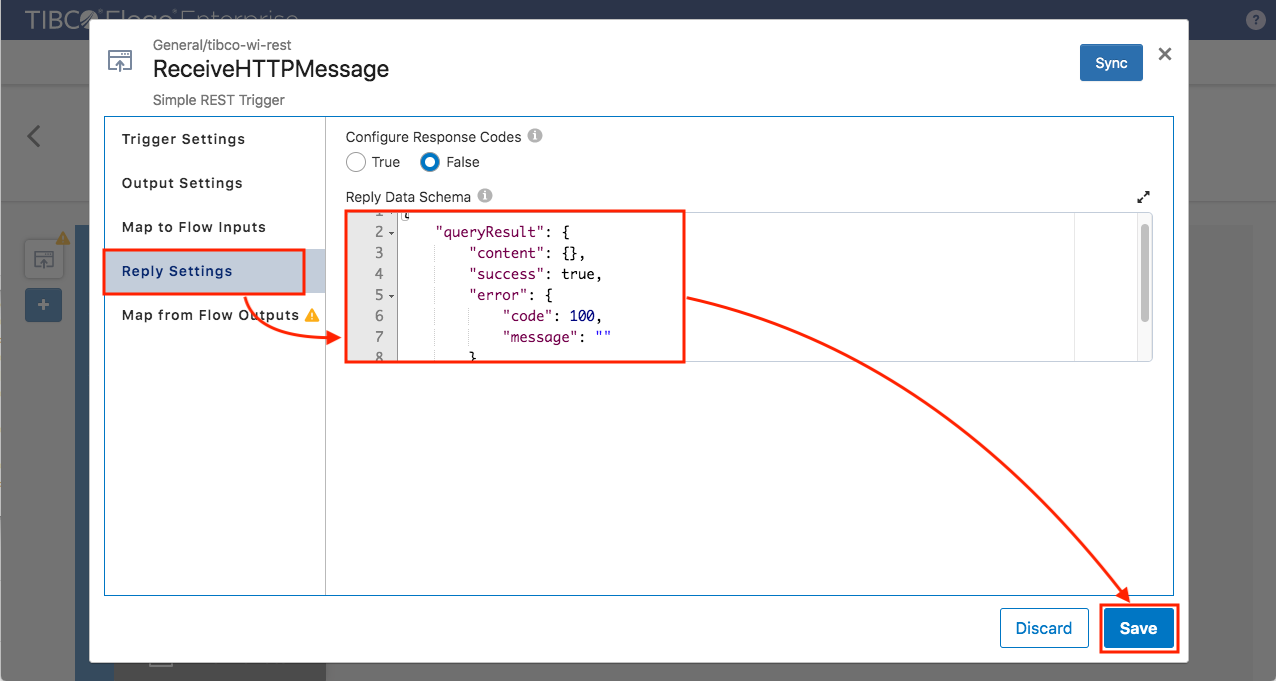 TIBCO Flogo® Enterprise
General/tibco-wi-rest
ReceiveHTTPMessage
Simple REST Trigger
Sync
Trigger Settings
Output Settings
Map to Flow Inputs
Reply Settings
Map from Flow Outputs
Configure Response Codes
True
False
Reply Data Schema
1 {
2 "queryResult": {
3 "content": {},
4 "success": true,
5 "error": {
6 "code": 100,
7 "message": ""
8 }
Discard
Save